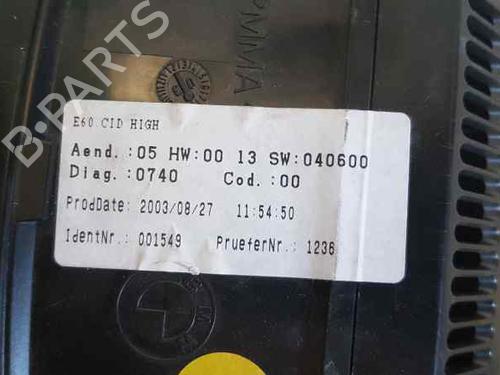 B-PARTS
PMMA
E60 CID HIGH
Aend.:05 HW:00 13 SW:040600
Diag.:0740 Cod.:00
ProdDate: 2003/08/27 11:54:50
IdentNr.: 001549 PrueferNr.: 1236